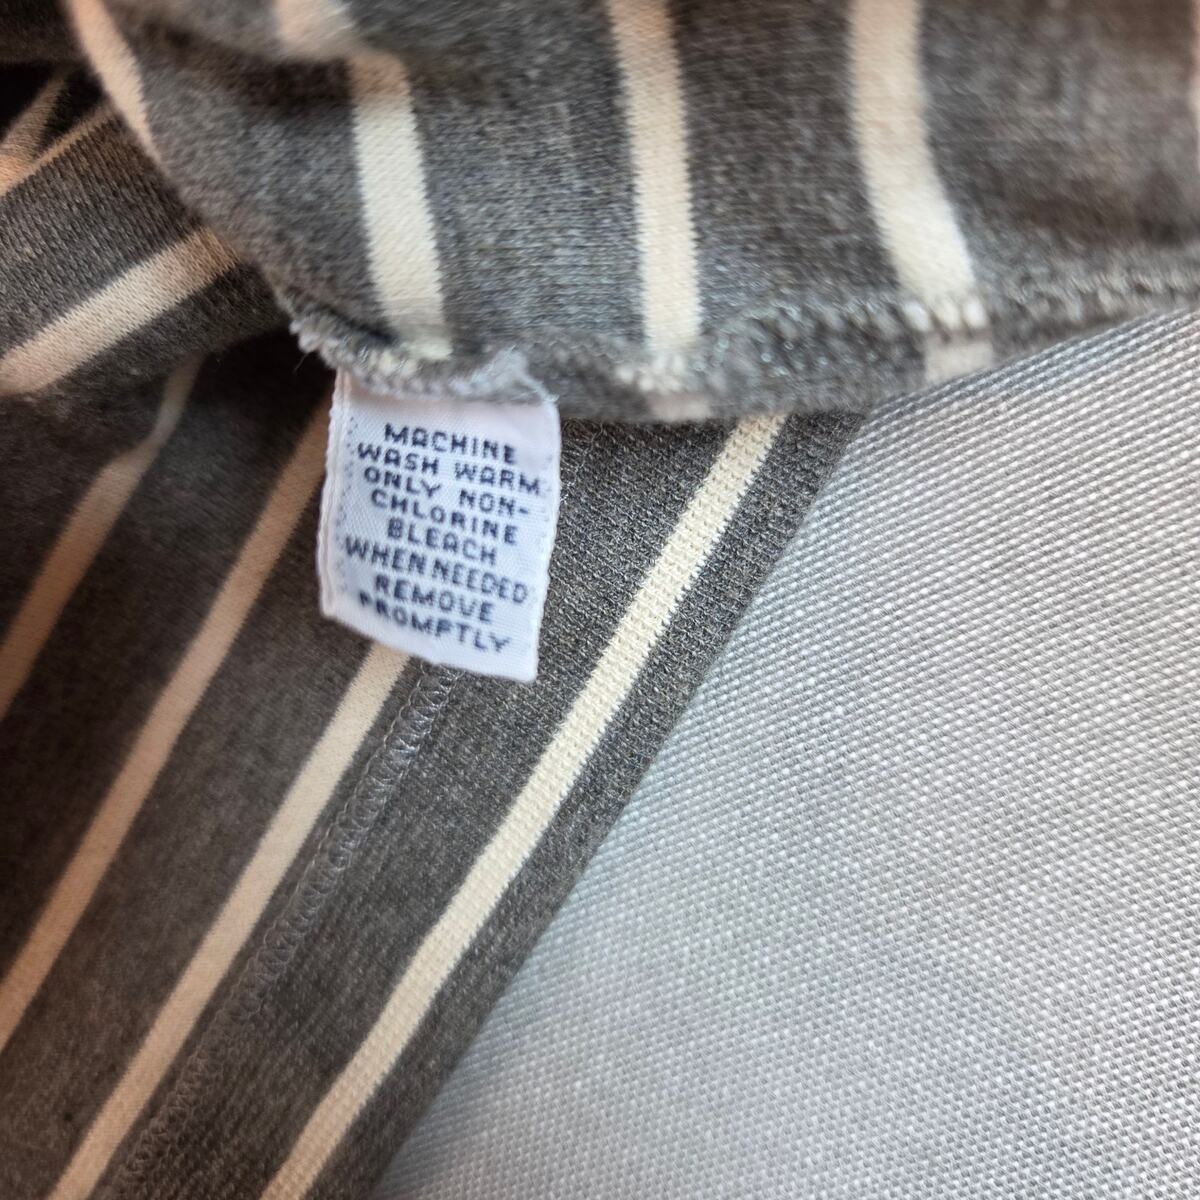 MACHINE
WASH WARM
ONLY NON-
CHLORINE
BLEACH
WHEN NEEDED
REMOVE
PROMPTLY